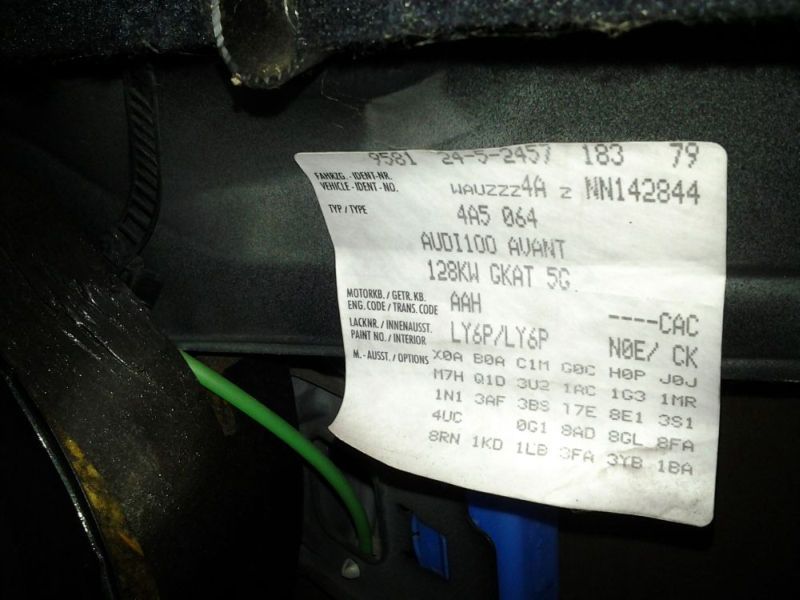 9581 24-5-2457 183 79
FAHRZG.-IDENT-NR.
VEHICLE-IDENT-NO. WAUZZZ4A Z NN142844
TYP / TYPE 4A5 064
AUDI100 AVANT
128KW GKAT 5G
MOTORKB. / GETR.KB.
ENG.CODE / TRANS.CODE AAH ----CAC
LACKNR. / INNENAUSST.
PAINT NO. / INTERIOR LY6P/LY6P N0E/ CK
M.-AUSST. / OPTIONS X0A B0A C1M G0C H0P J0J
M7H Q1D 3U2 1AC 1G3 1MR
1N1 3AF 3BS 17E 8E1 3S1
4UC 0G1 8AD 8GL 8FA
8RN 1KD 1LB 3FA 3YB 1BA